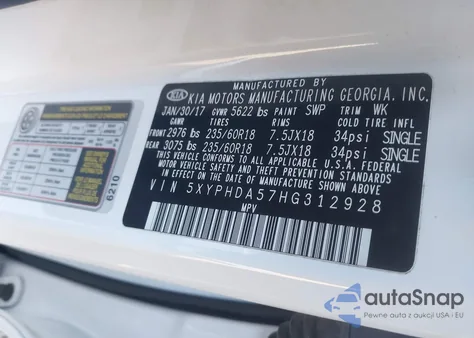 MANUFACTURED BY
KIA KIA MOTORS MANUFACTURING GEORGIA, INC.
JAN/30/17 GVWR 5622 lbs PAINT SWP TRIM WK
GAWR TIRES RIMS COLD TIRE INFL
FRONT 2976 lbs 235/60R18 7.5JX18 34psi SINGLE
REAR 3075 lbs 235/60R18 7.5JX18 34psi SINGLE
THIS VEHICLE CONFORMS TO ALL APPLICABLE U.S.A. FEDERAL
MOTOR VEHICLE SAFETY AND THEFT PREVENTION STANDARDS
IN EFFECT ON THE DATE OF MANUFACTURE SHOWN ABOVE.
VIN 5XYPHDA57HG312928
MPV
6210
autoSnap
Pewne auta z aukcji USA i EU